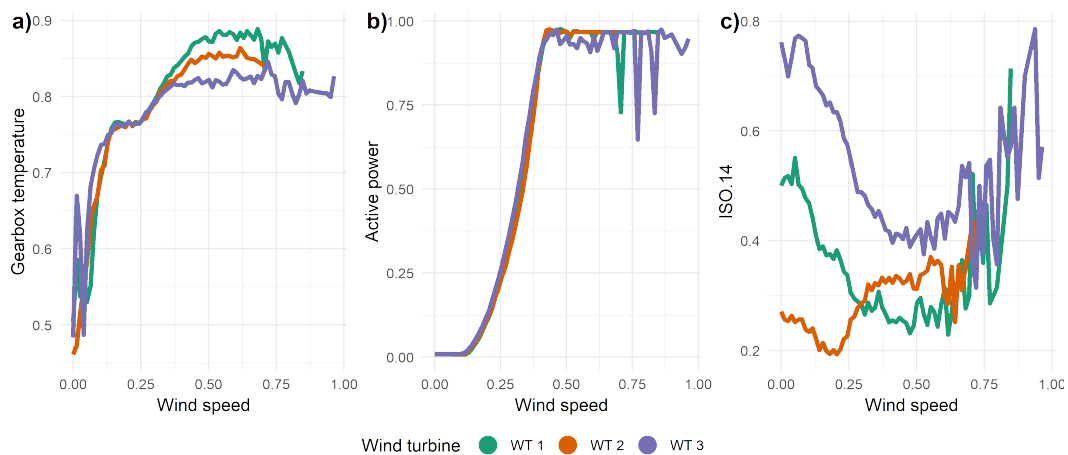 a)
0.9
0.8
0.7
0.6
0.5
Gearbox temperature
0.00 0.25 0.50 0.75 1.00
Wind speed
b)
1.00
0.75
0.50
0.25
0.00
Active power
0.00 0.25 0.50 0.75 1.00
Wind speed
c)
0.8
0.6
0.4
0.2
ISO.14
0.00 0.25 0.50 0.75 1.00
Wind speed
Wind turbine WT 1 WT 2 WT 3